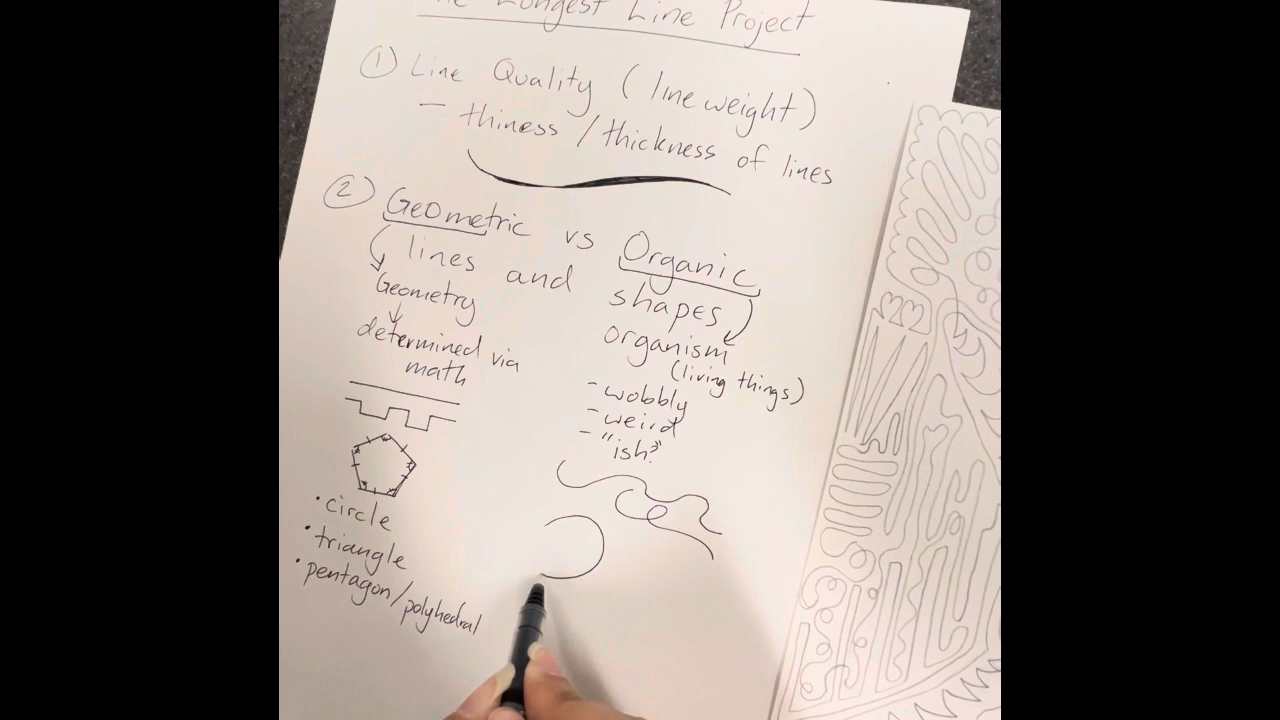 The Longest Line Project
① Line Quality (line weight)
- thiness / thickness of lines
② Geometric vs Organic
lines and shapes
Geometry
determined via
math
organism
(living things)
- wobbly
- weird
- "ish"
• circle
• triangle
• pentagon/polyhedral